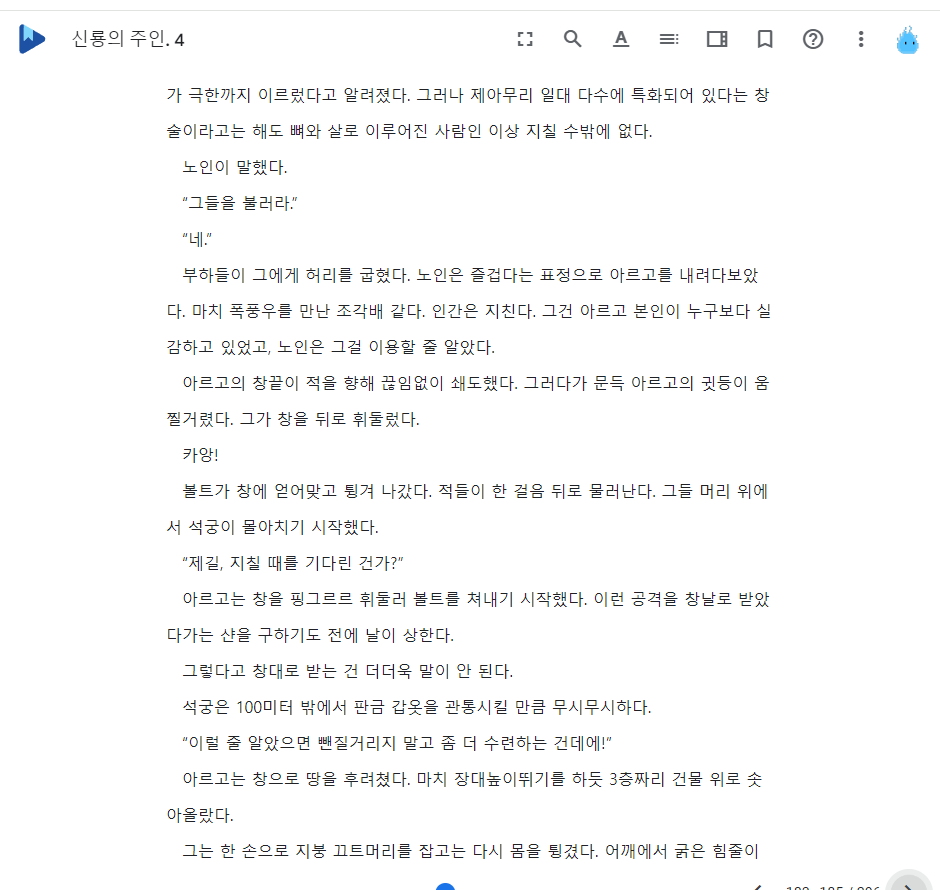 신룡의 주인. 4
가 극한까지 이르렀다고 알려졌다. 그러나 제아무리 일대 다수에 특화되어 있다는 창
술이라고는 해도 뼈와 살로 이루어진 사람인 이상 지칠 수밖에 없다.
노인이 말했다.
“그들을 불러라.”
“네.”
부하들이 그에게 허리를 굽혔다. 노인은 즐겁다는 표정으로 아르고를 내려다보았
다. 마치 폭풍우를 만난 조각배 같다. 인간은 지친다. 그건 아르고 본인이 누구보다 실
감하고 있었고, 노인은 그걸 이용할 줄 알았다.
아르고의 창끝이 적을 향해 끊임없이 쇄도했다. 그러다가 문득 아르고의 귓등이 움
찔거렸다. 그가 창을 뒤로 휘둘렀다.
카앙!
볼트가 창에 얻어맞고 튕겨 나갔다. 적들이 한 걸음 뒤로 물러난다. 그들 머리 위에
서 석궁이 몰아치기 시작했다.
“제길, 지칠 때를 기다린 건가?”
아르고는 창을 핑그르르 휘둘러 볼트를 쳐내기 시작했다. 이런 공격을 창날로 받았
다가는 샨을 구하기도 전에 날이 상한다.
그렇다고 창대로 받는 건 더더욱 말이 안 된다.
석궁은 100미터 밖에서 판금 갑옷을 관통시킬 만큼 무시무시하다.
“이럴 줄 알았으면 뺀질거리지 말고 좀 더 수련하는 건데에!”
아르고는 창으로 땅을 후려쳤다. 마치 장대높이뛰기를 하듯 3층짜리 건물 위로 솟
아올랐다.
그는 한 손으로 지붕 끄트머리를 잡고는 다시 몸을 튕겼다. 어깨에서 굵은 힘줄이